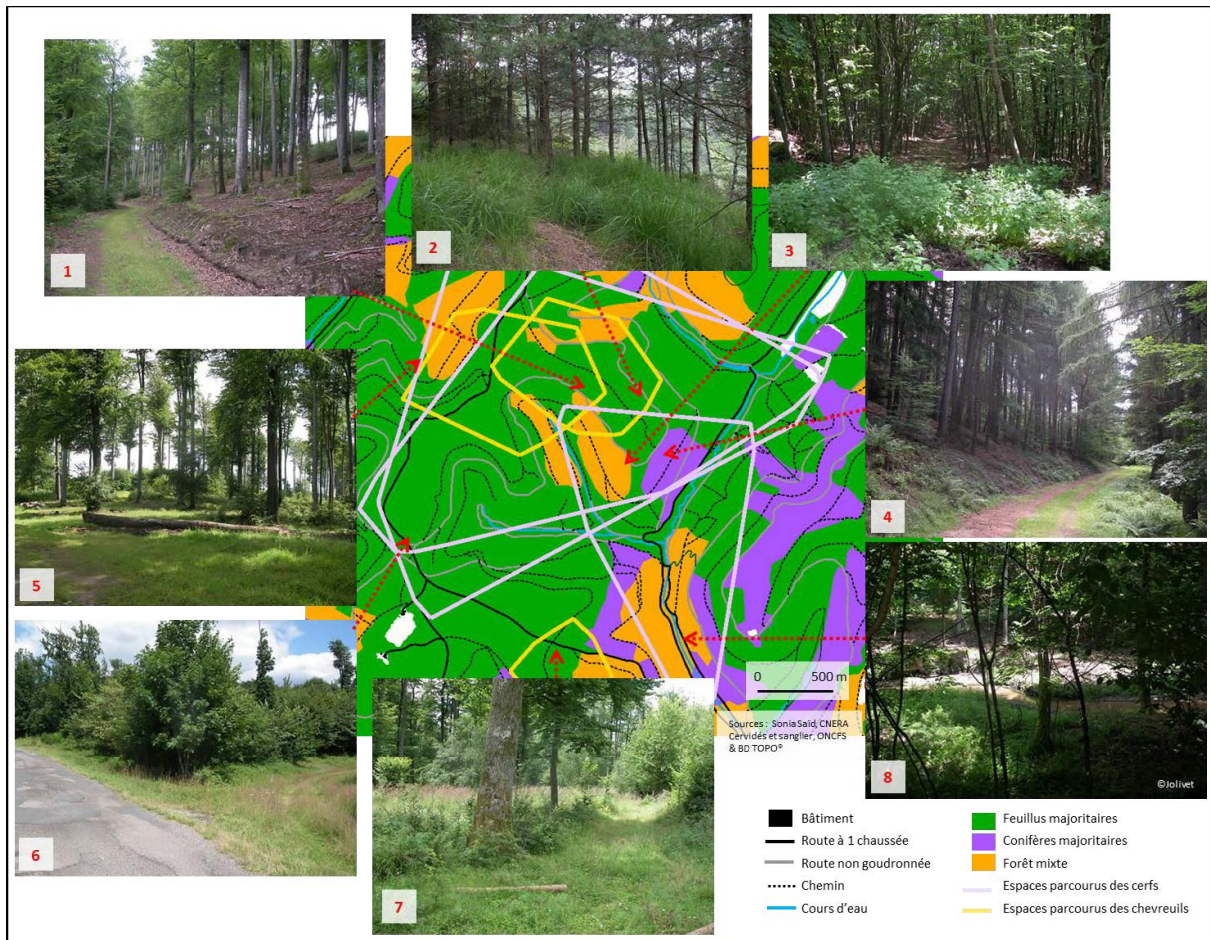 1
2
3
4
5
6
7
8
©Jolivet
0 500 m
Sources : Sonia Saïd, CNERA
Cervidés et sanglier, ONCFS
& BD TOPO®
Bâtiment
Route à 1 chaussée
Route non goudronnée
Chemin
Cours d'eau
Feuillus majoritaires
Conifères majoritaires
Forêt mixte
Espaces parcourus des cerfs
Espaces parcourus des chevreuils